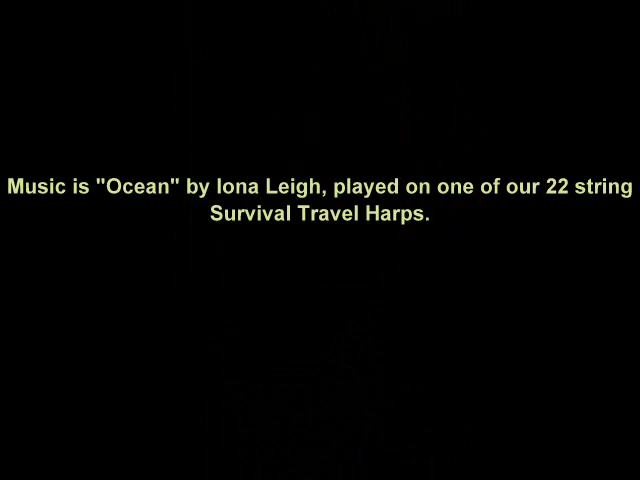 Music is "Ocean" by Iona Leigh, played on one of our 22 string
Survival Travel Harps.